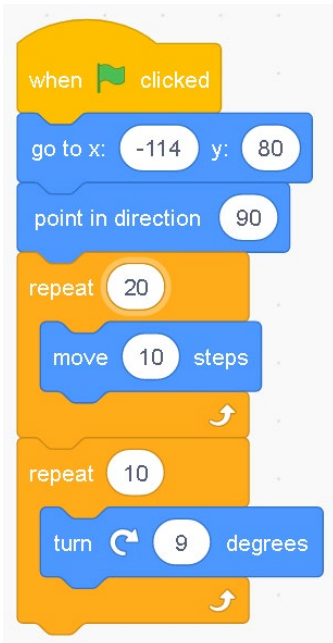 when clicked
go to x: -114 y: 80
point in direction 90
repeat 20
move 10 steps
repeat 10
turn 9 degrees